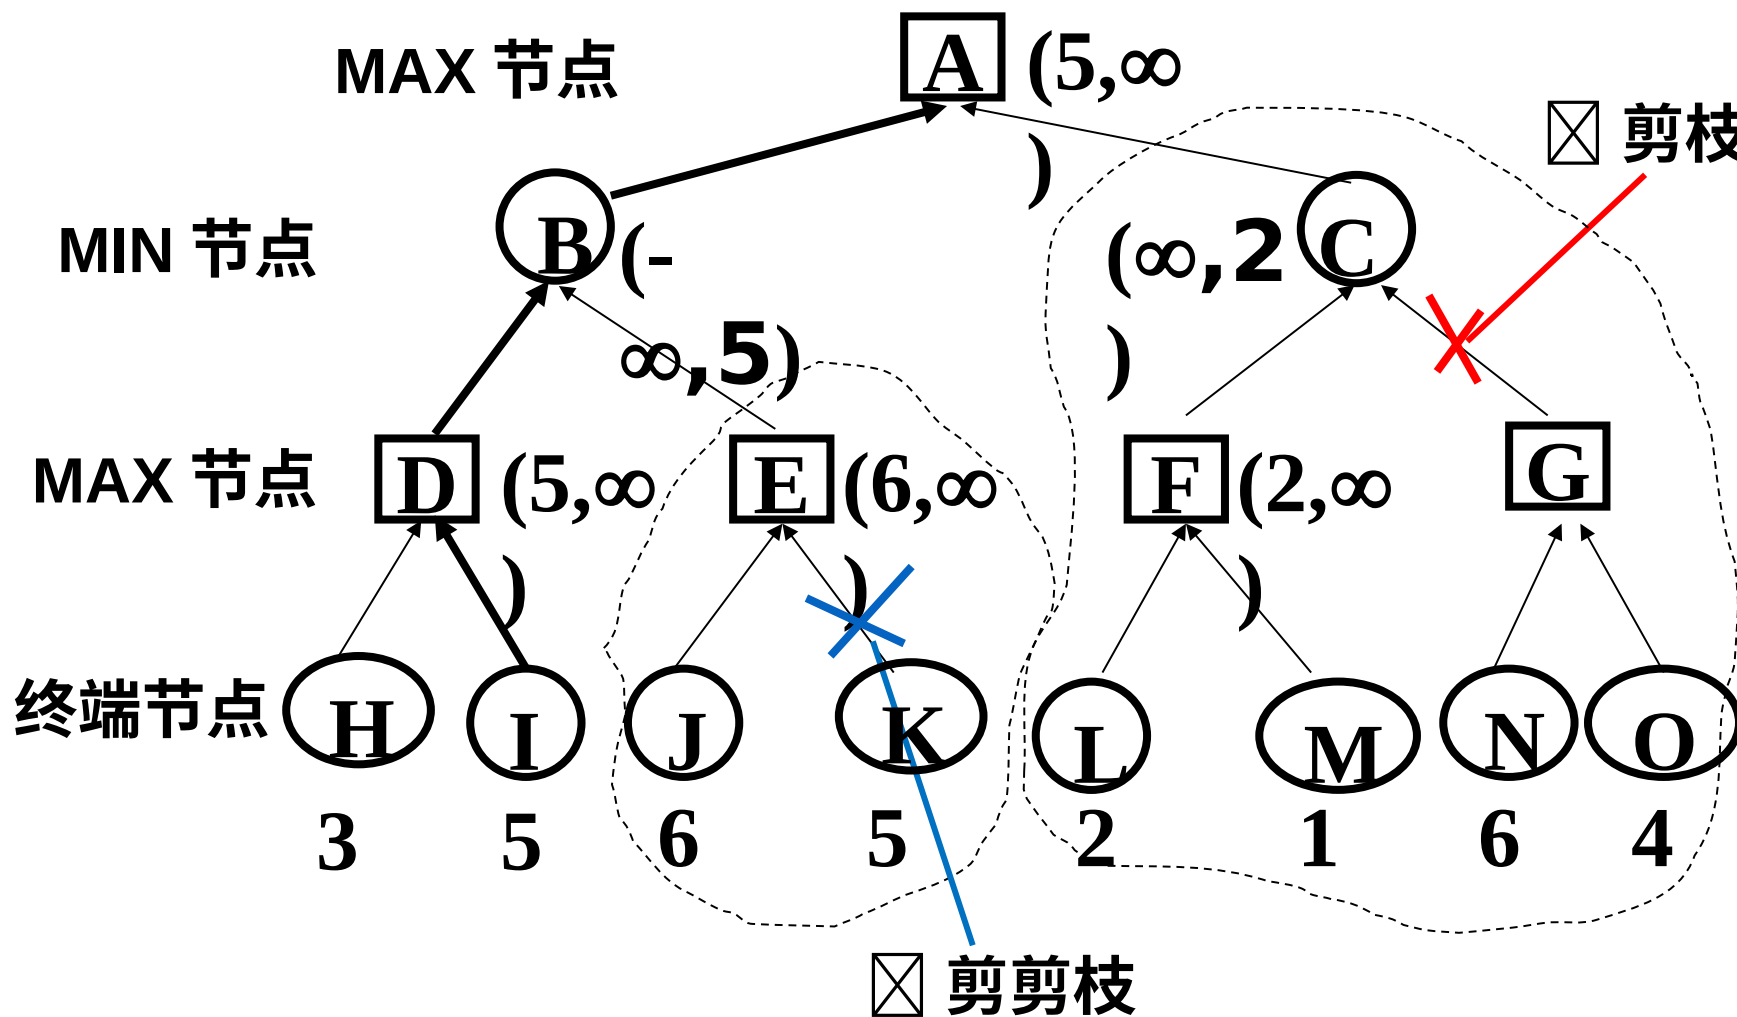 MAX 节点
A
(5,∞
)
剪枝
MIN 节点
B
(-
∞,5)
(∞,2
)
C
MAX 节点
D
(5,∞
)
E
(6,∞
)
F
(2,∞
)
G
终端节点
H
I
J
K
L
M
N
O
3
5
6
5
2
1
6
4
剪剪枝